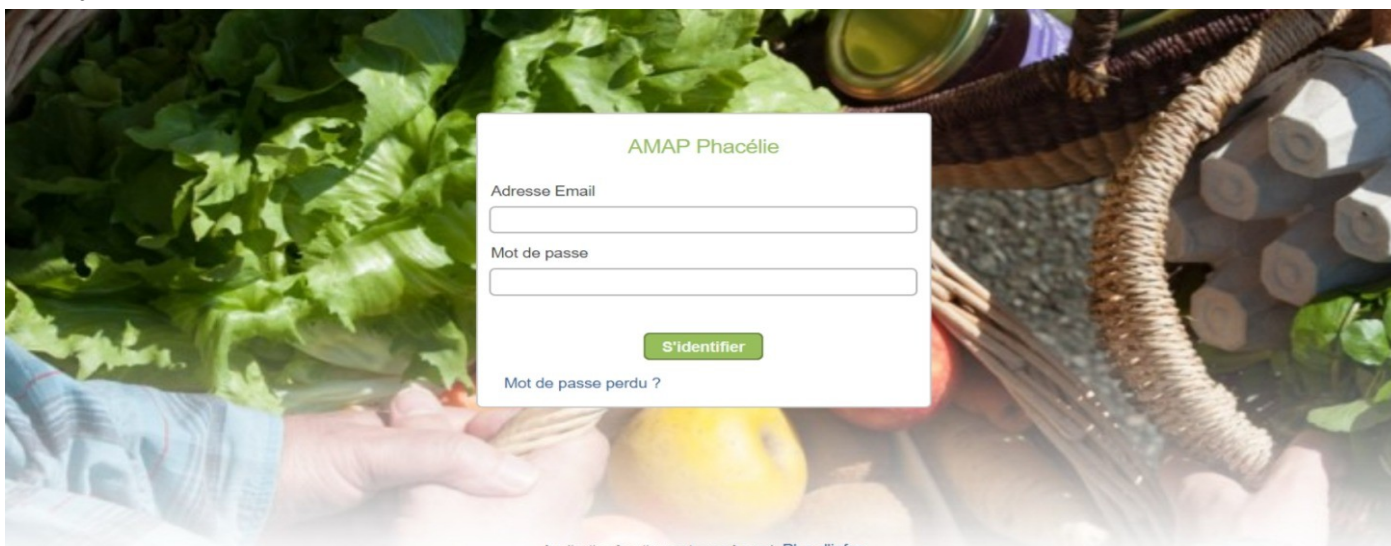 AMAP Phacélie
Adresse Email
Mot de passe
S'identifier
Mot de passe perdu ?